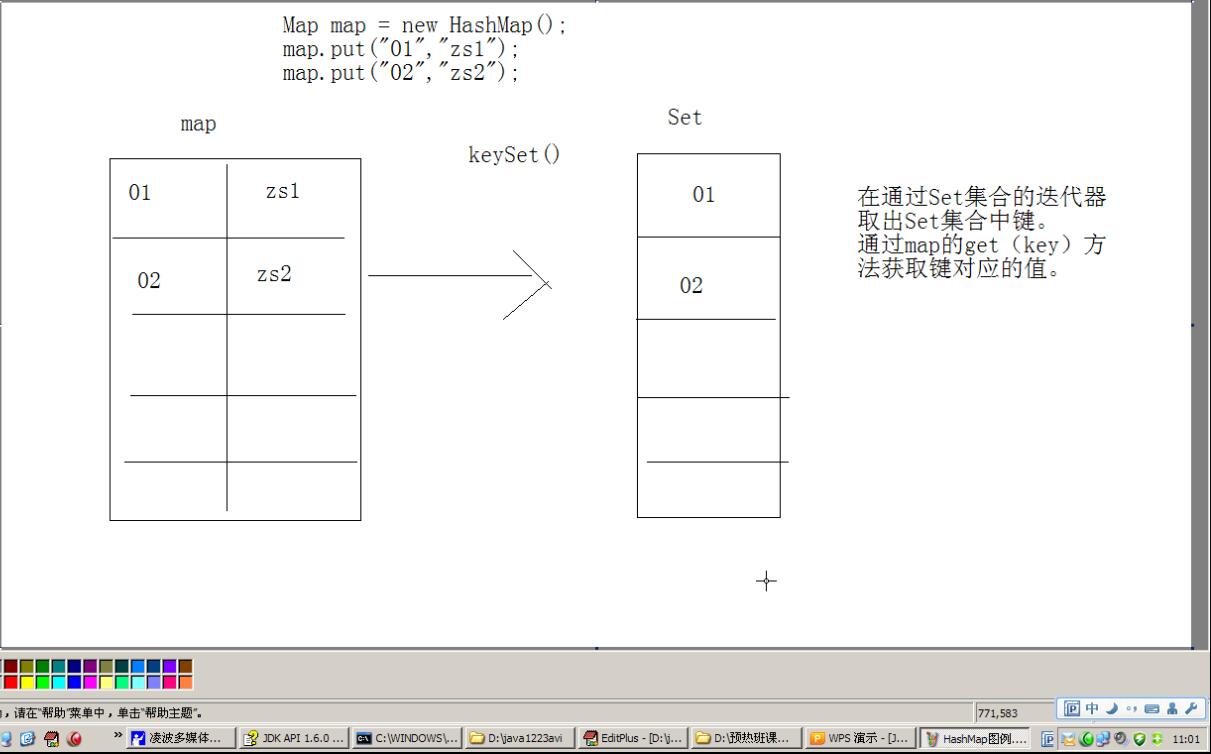 Map map = new HashMap();
map.put("01","zs1");
map.put("02","zs2");
map
keySet()
Set
01
zs1
02
zs2
01
02
在通过Set集合的迭代器
取出Set集合中键。
通过map的get（key）方
法获取键对应的值。
，请在“帮助”菜单中，单击“帮助主题”。
771,583
中
凌波多媒体...
JDK API 1.6.0 ...
C:\WINDOWS\...
D:\java1223avi
EditPlus - [D:\j...
D:\预热班课...
WPS 演示 - [J...
HashMap图例....
11:01